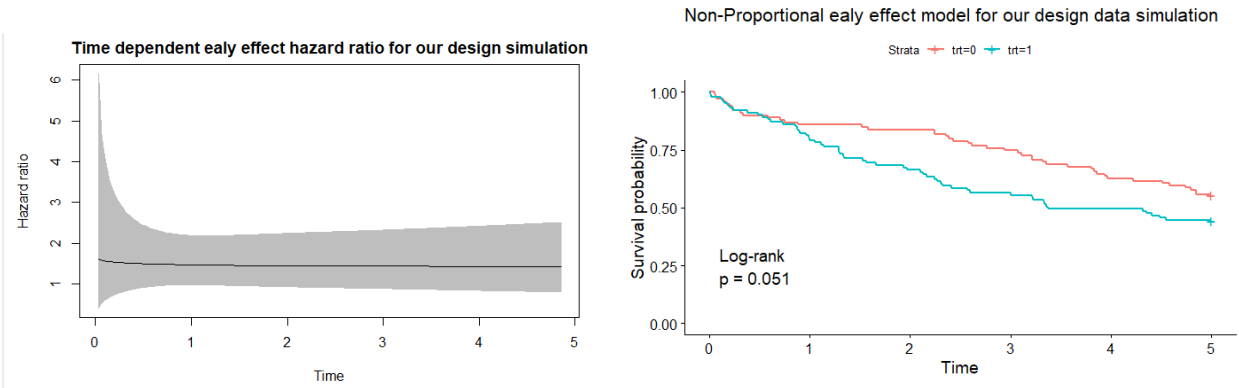 Time dependent ealy effect hazard ratio for our design simulation
Hazard ratio
6
5
4
3
2
1
0 1 2 3 4 5
Time
Non-Proportional ealy effect model for our design data simulation
Strata trt=0 trt=1
Survival probability
1.00
0.75
0.50
0.25
0.00
Log-rank
p = 0.051
0 1 2 3 4 5
Time